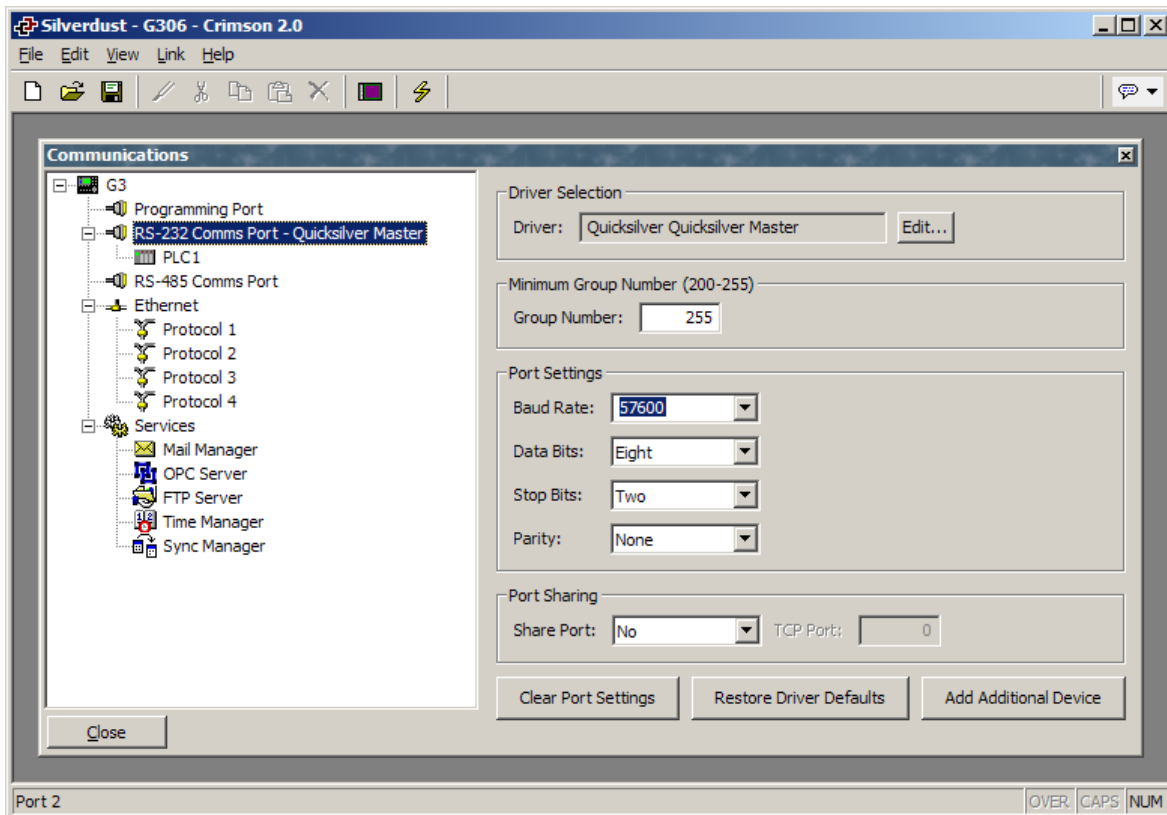 Silverdust - G306 - Crimson 2.0
File Edit View Link Help
Communications
G3
Programming Port
RS-232 Comms Port - Quicksilver Master
PLC1
RS-485 Comms Port
Ethernet
Protocol 1
Protocol 2
Protocol 3
Protocol 4
Services
Mail Manager
OPC Server
FTP Server
Time Manager
Sync Manager
Close
Driver Selection
Driver: Quicksilver Quicksilver Master Edit...
Minimum Group Number (200-255)
Group Number: 255
Port Settings
Baud Rate: 57600
Data Bits: Eight
Stop Bits: Two
Parity: None
Port Sharing
Share Port: No TCP Port: 0
Clear Port Settings Restore Driver Defaults Add Additional Device
Port 2 OVER CAPS NUM